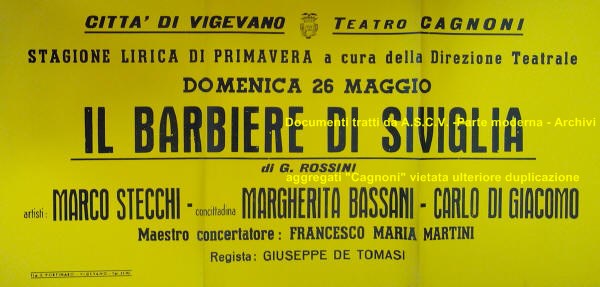 CITTA' DI VIGEVANO TEATRO CAGNONI
STAGIONE LIRICA DI PRIMAVERA a cura della Direzione Teatrale
DOMENICA 26 MAGGIO
Documenti tratti da A.S.C.V. -Parte moderna - Archivi
IL BARBIERE DI SIVIGLIA
di G. ROSSINI
aggregati "Cagnoni" vietata ulteriore duplicazione
artisti: MARCO STECCHI - concittadina MARGHERITA BASSANI - CARLO DI GIACOMO
Maestro concertatore: FRANCESCO MARIA MARTINI
Regista: GIUSEPPE DE TOMASI